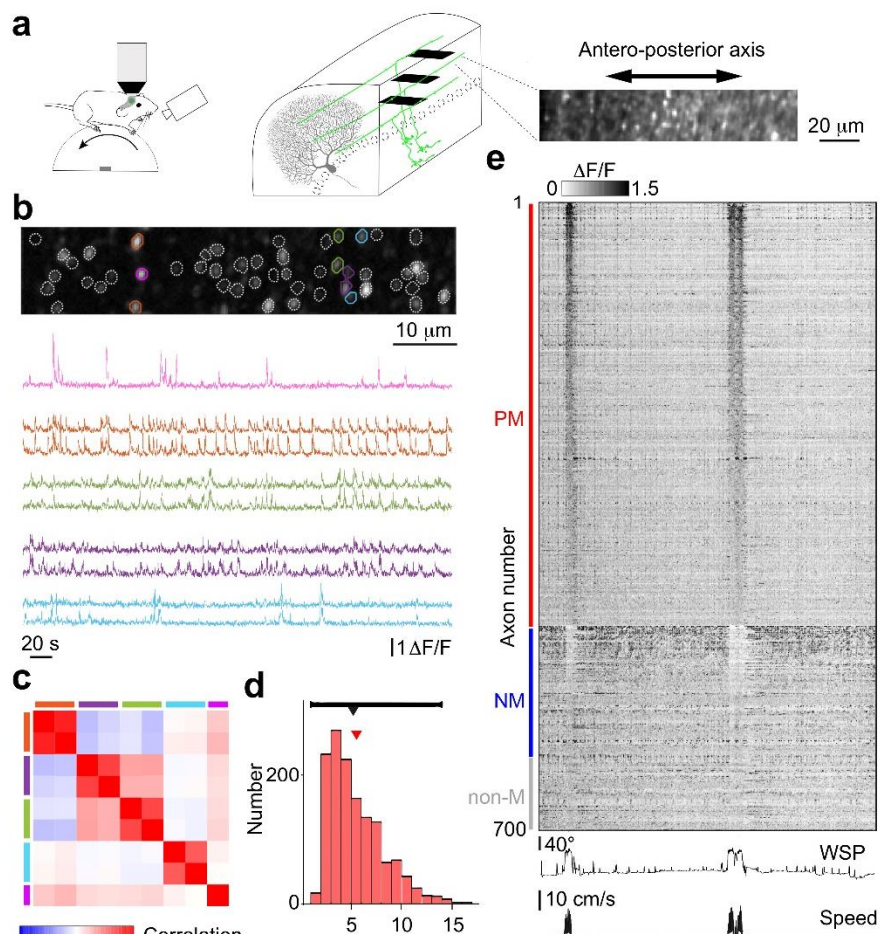 a
Antero-posterior axis
20 μm
b
10 μm
20 s
1 ΔF/F
c
Correlation
d
Number
200
0
5
10
15
e
ΔF/F
0
1.5
1
PM
Axon number
NM
non-M
700
40°
WSP
10 cm/s
Speed